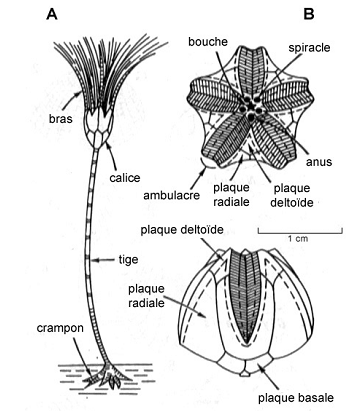 A
B
bouche
spiracle
bras
calice
anus
ambulacre
plaque
radiale
plaque
deltoïde
1 cm
plaque deltoïde
tige
plaque
radiale
crampon
plaque basale